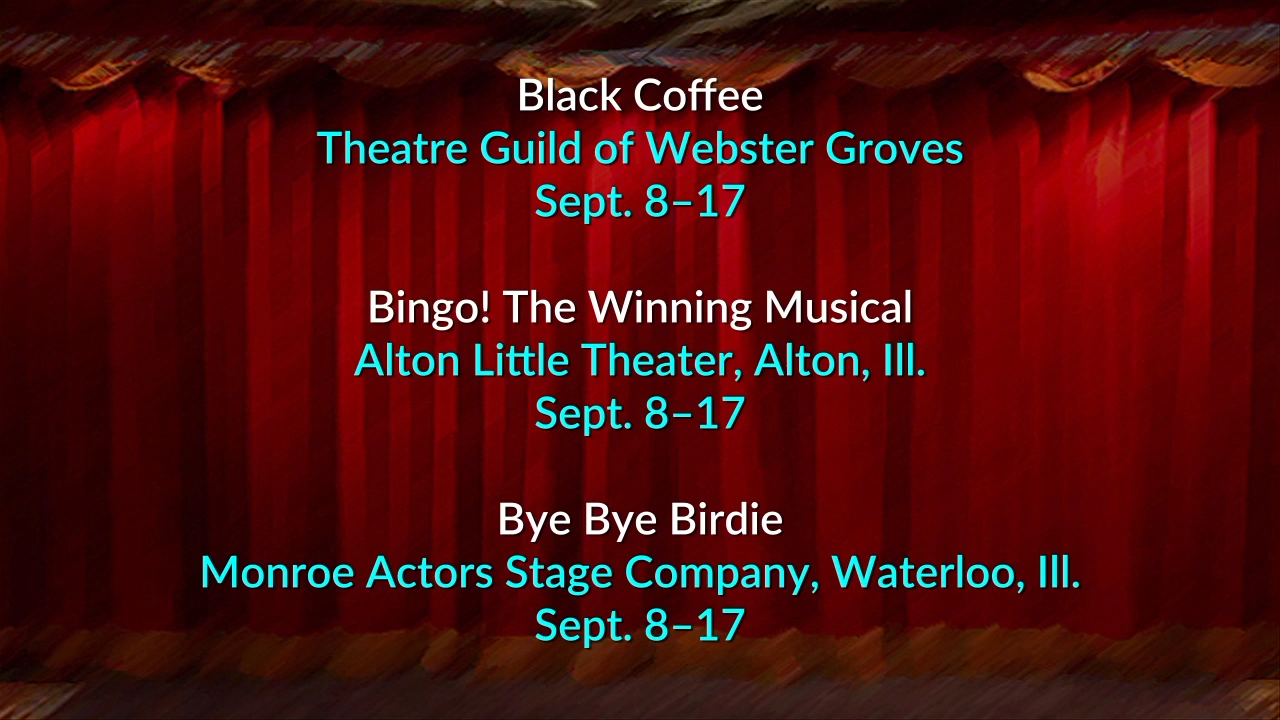 Black Coffee
Theatre Guild of Webster Groves
Sept. 8–17
Bingo! The Winning Musical
Alton Little Theater, Alton, Ill.
Sept. 8–17
Bye Bye Birdie
Monroe Actors Stage Company, Waterloo, Ill.
Sept. 8–17